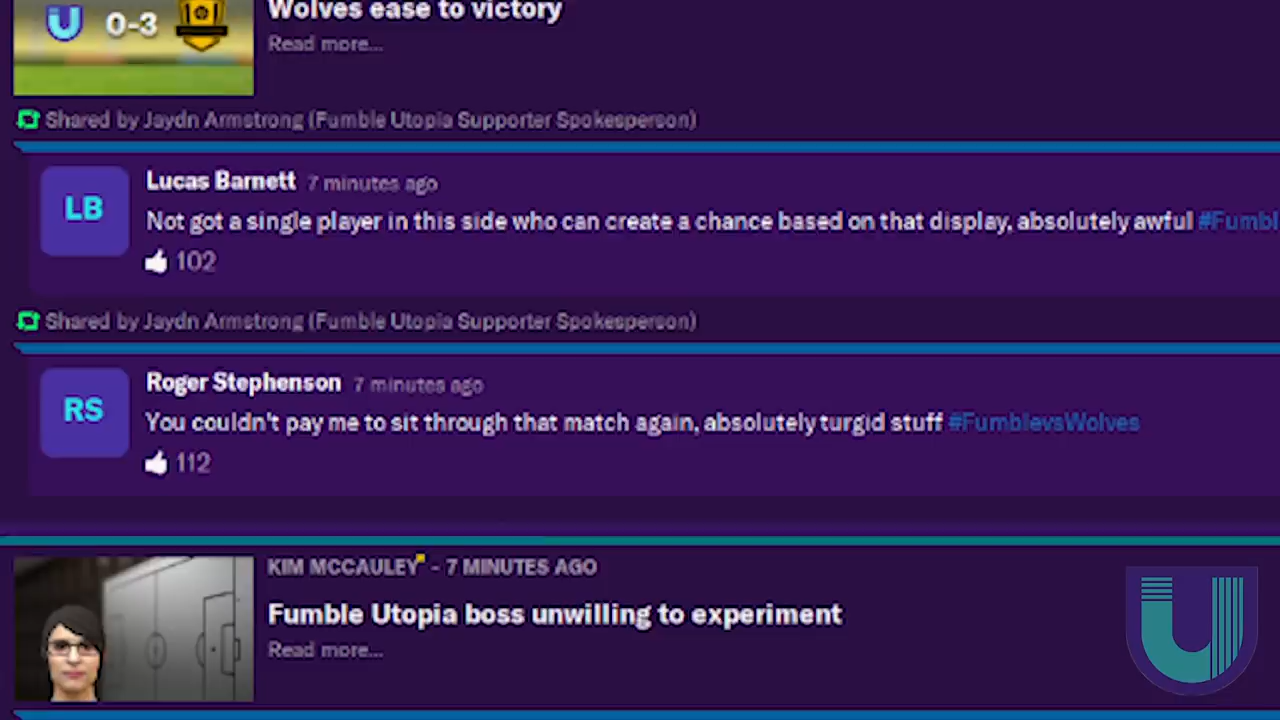 0-3
Wolves ease to victory
Read more...
Shared by Jaydn Armstrong (Fumble Utopia Supporter Spokesperson)
LB
Lucas Barnett 7 minutes ago
Not got a single player in this side who can create a chance based on that display, absolutely awful #Fumbl
102
Shared by Jaydn Armstrong (Fumble Utopia Supporter Spokesperson)
RS
Roger Stephenson 7 minutes ago
You couldn't pay me to sit through that match again, absolutely turgid stuff #FumblevsWolves
112
KIM MCCAULEY - 7 MINUTES AGO
Fumble Utopia boss unwilling to experiment
Read more...